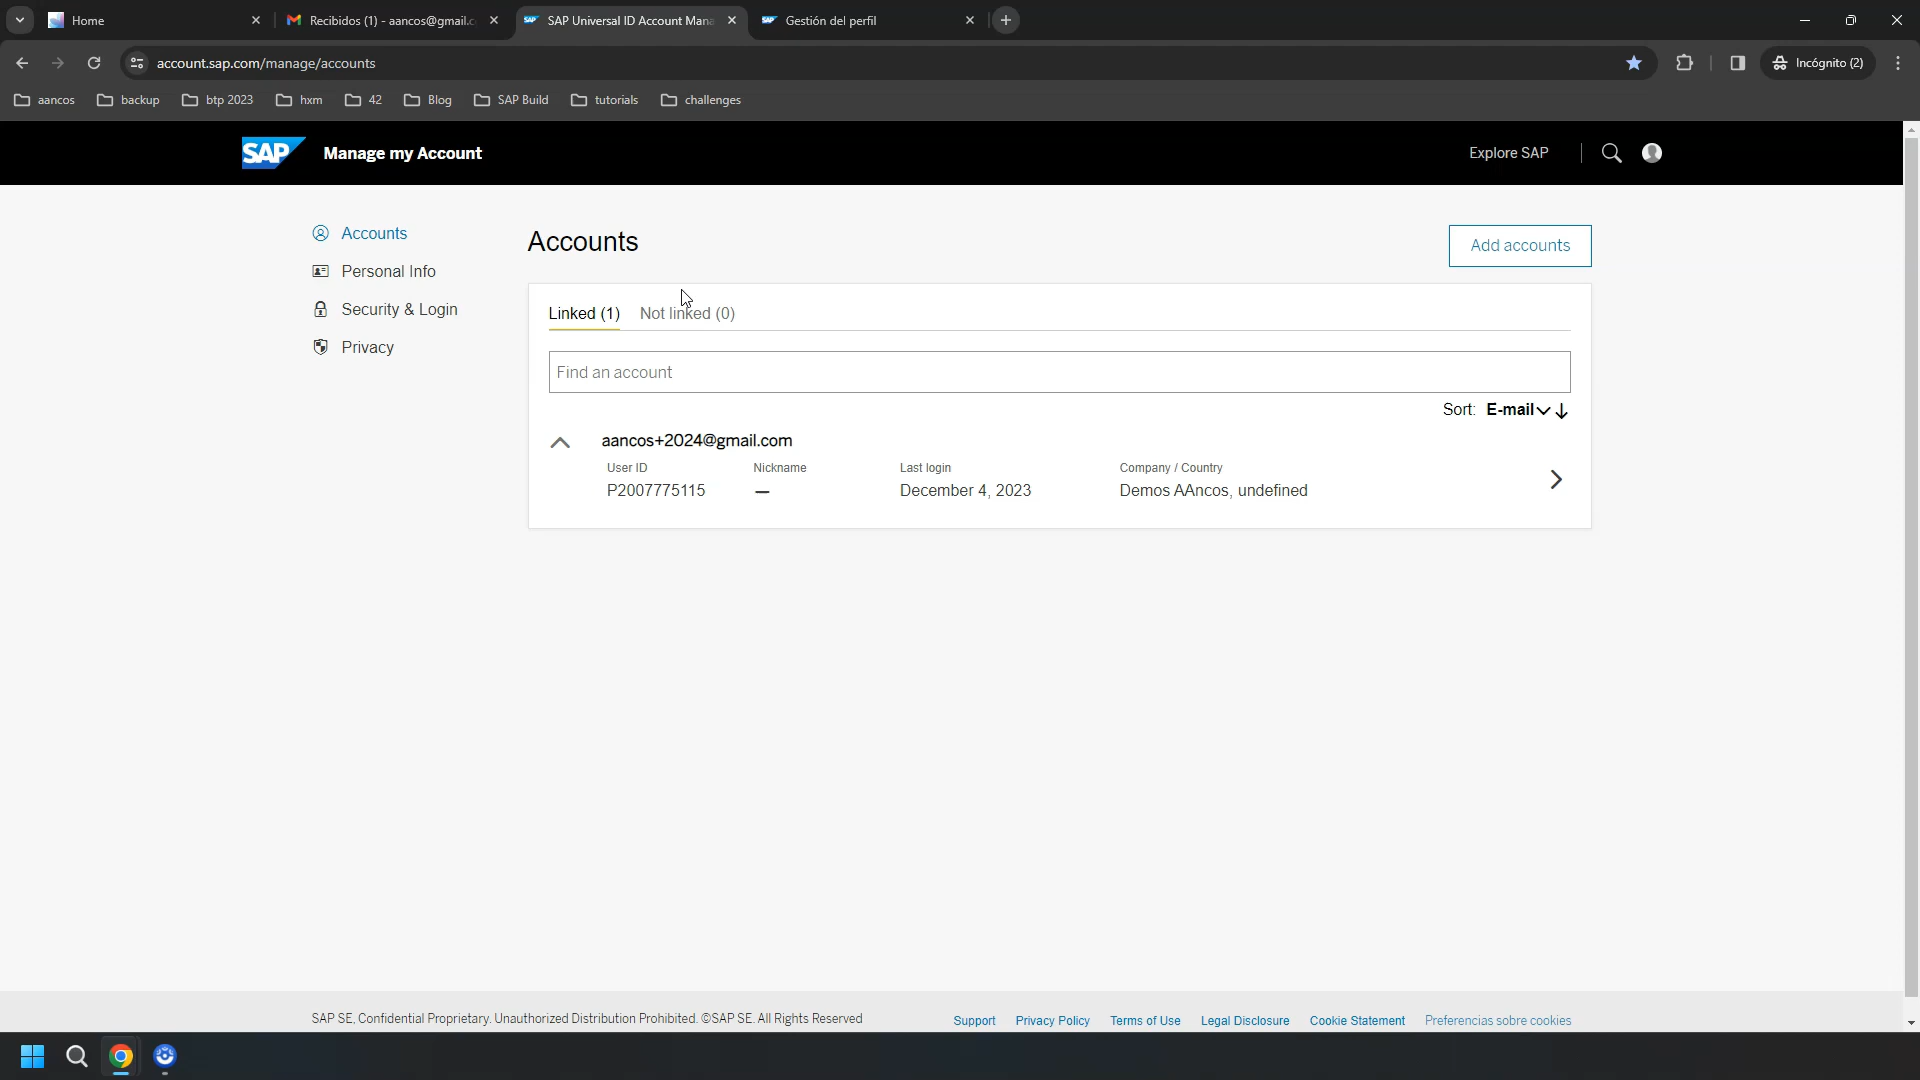 Home
Recibidos (1) - aancos@gmail.c
SAP Universal ID Account Mana
Gestión del perfil
account.sap.com/manage/accounts
Incógnito (2)
aancos
backup
btp 2023
hxm
42
Blog
SAP Build
tutorials
challenges
SAP
Manage my Account
Explore SAP
Accounts
Personal Info
Security & Login
Privacy
Accounts
Add accounts
Linked (1)
Not linked (0)
Find an account
Sort: E-mail
aancos+2024@gmail.com
User ID
Nickname
Last login
Company / Country
P2007775115
—
December 4, 2023
Demos AAncos, undefined
SAP SE, Confidential Proprietary. Unauthorized Distribution Prohibited. ©SAP SE. All Rights Reserved
Support
Privacy Policy
Terms of Use
Legal Disclosure
Cookie Statement
Preferencias sobre cookies